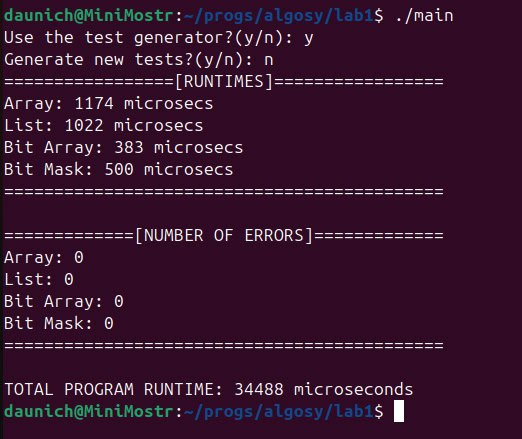 daunich@MiniMostr:~/progs/algosy/lab1$ ./main
Use the test generator?(y/n): y
Generate new tests?(y/n): n
=================[RUNTIMES]=================
Array: 1174 microsecs
List: 1022 microsecs
Bit Array: 383 microsecs
Bit Mask: 500 microsecs
============================================
=============[NUMBER OF ERRORS]=============
Array: 0
List: 0
Bit Array: 0
Bit Mask: 0
============================================
TOTAL PROGRAM RUNTIME: 34488 microseconds
daunich@MiniMostr:~/progs/algosy/lab1$